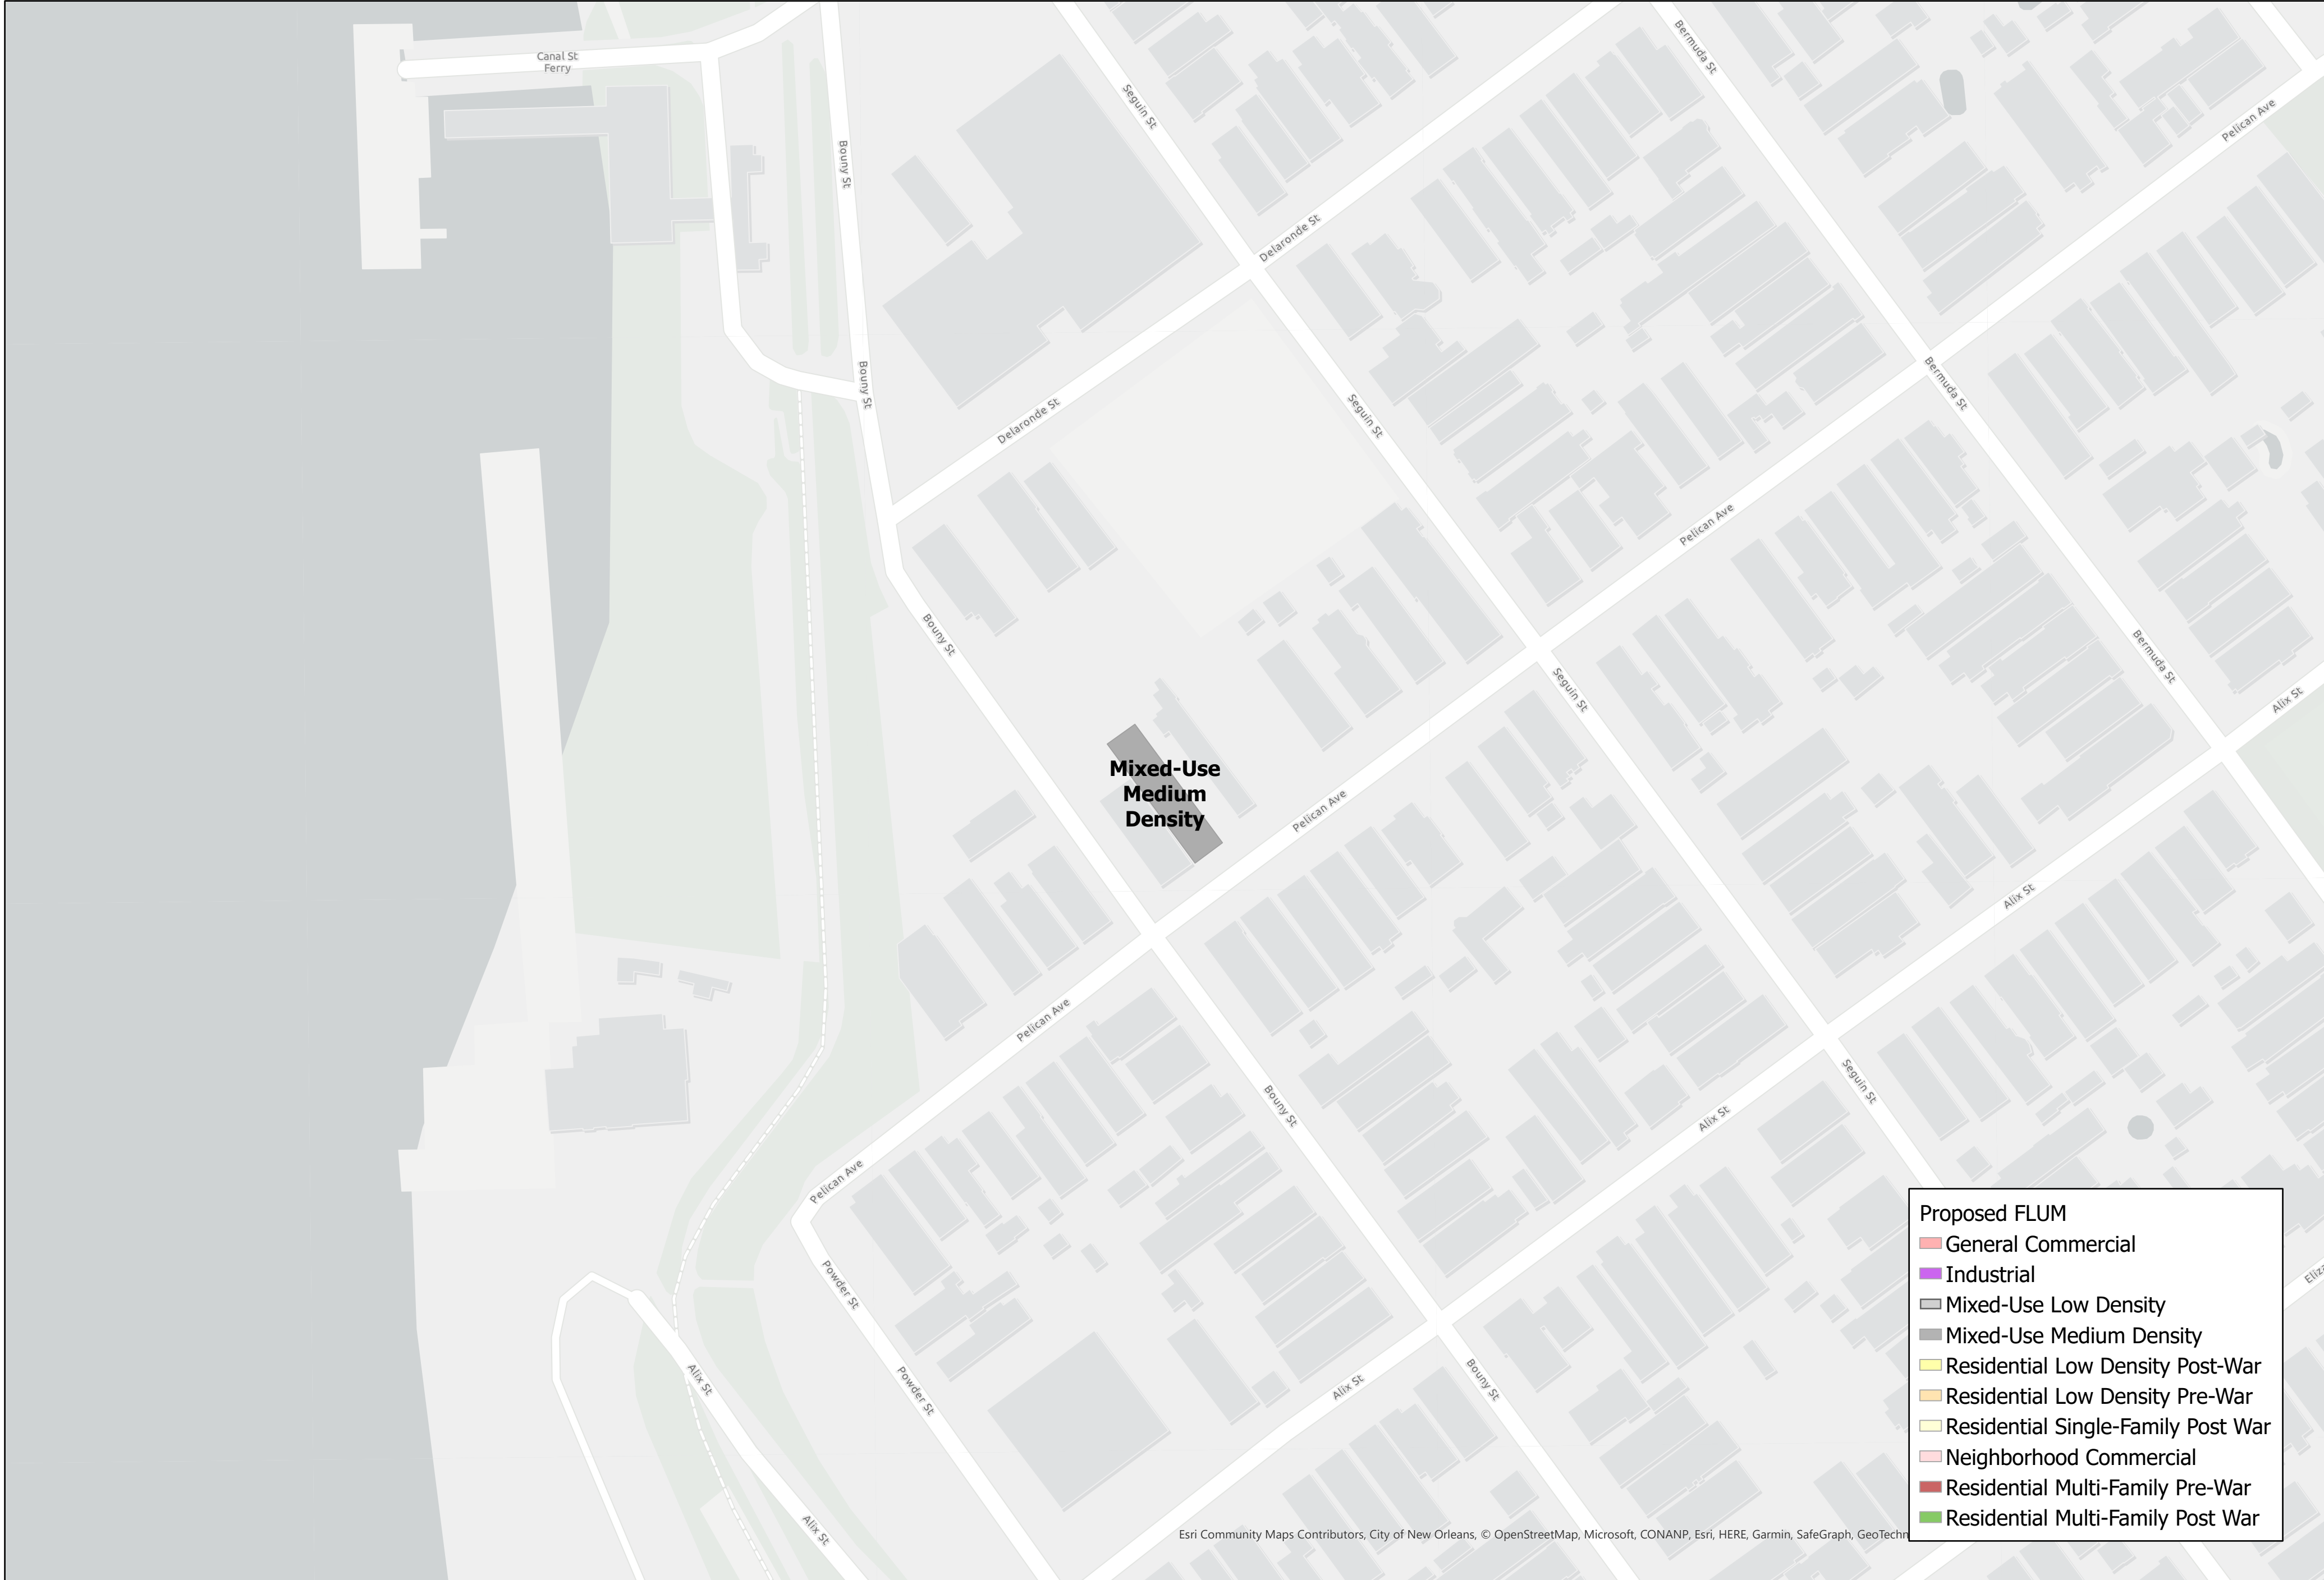 Canal St
Ferry
Bermuda St
Seguin St
Pelican Ave
Bouny St
Delaronde St
Bouny St
Bermuda St
Delaronde St
Seguin St
Pelican Ave
Bouny St
Bermuda St
Seguin St
Alix St
Mixed-Use
Medium
Density
Pelican Ave
Alix St
Pelican Ave
Seguin St
Bouny St
Alix St
Pelican Ave
Powder St
Alix St
Powder St
Alix St
Bouny St
Alix St
Proposed FLUM
General Commercial
Industrial
Mixed-Use Low Density
Mixed-Use Medium Density
Residential Low Density Post-War
Residential Low Density Pre-War
Residential Single-Family Post War
Neighborhood Commercial
Residential Multi-Family Pre-War
Residential Multi-Family Post War
Esri Community Maps Contributors, City of New Orleans, © OpenStreetMap, Microsoft, CONANP, Esri, HERE, Garmin, SafeGraph,